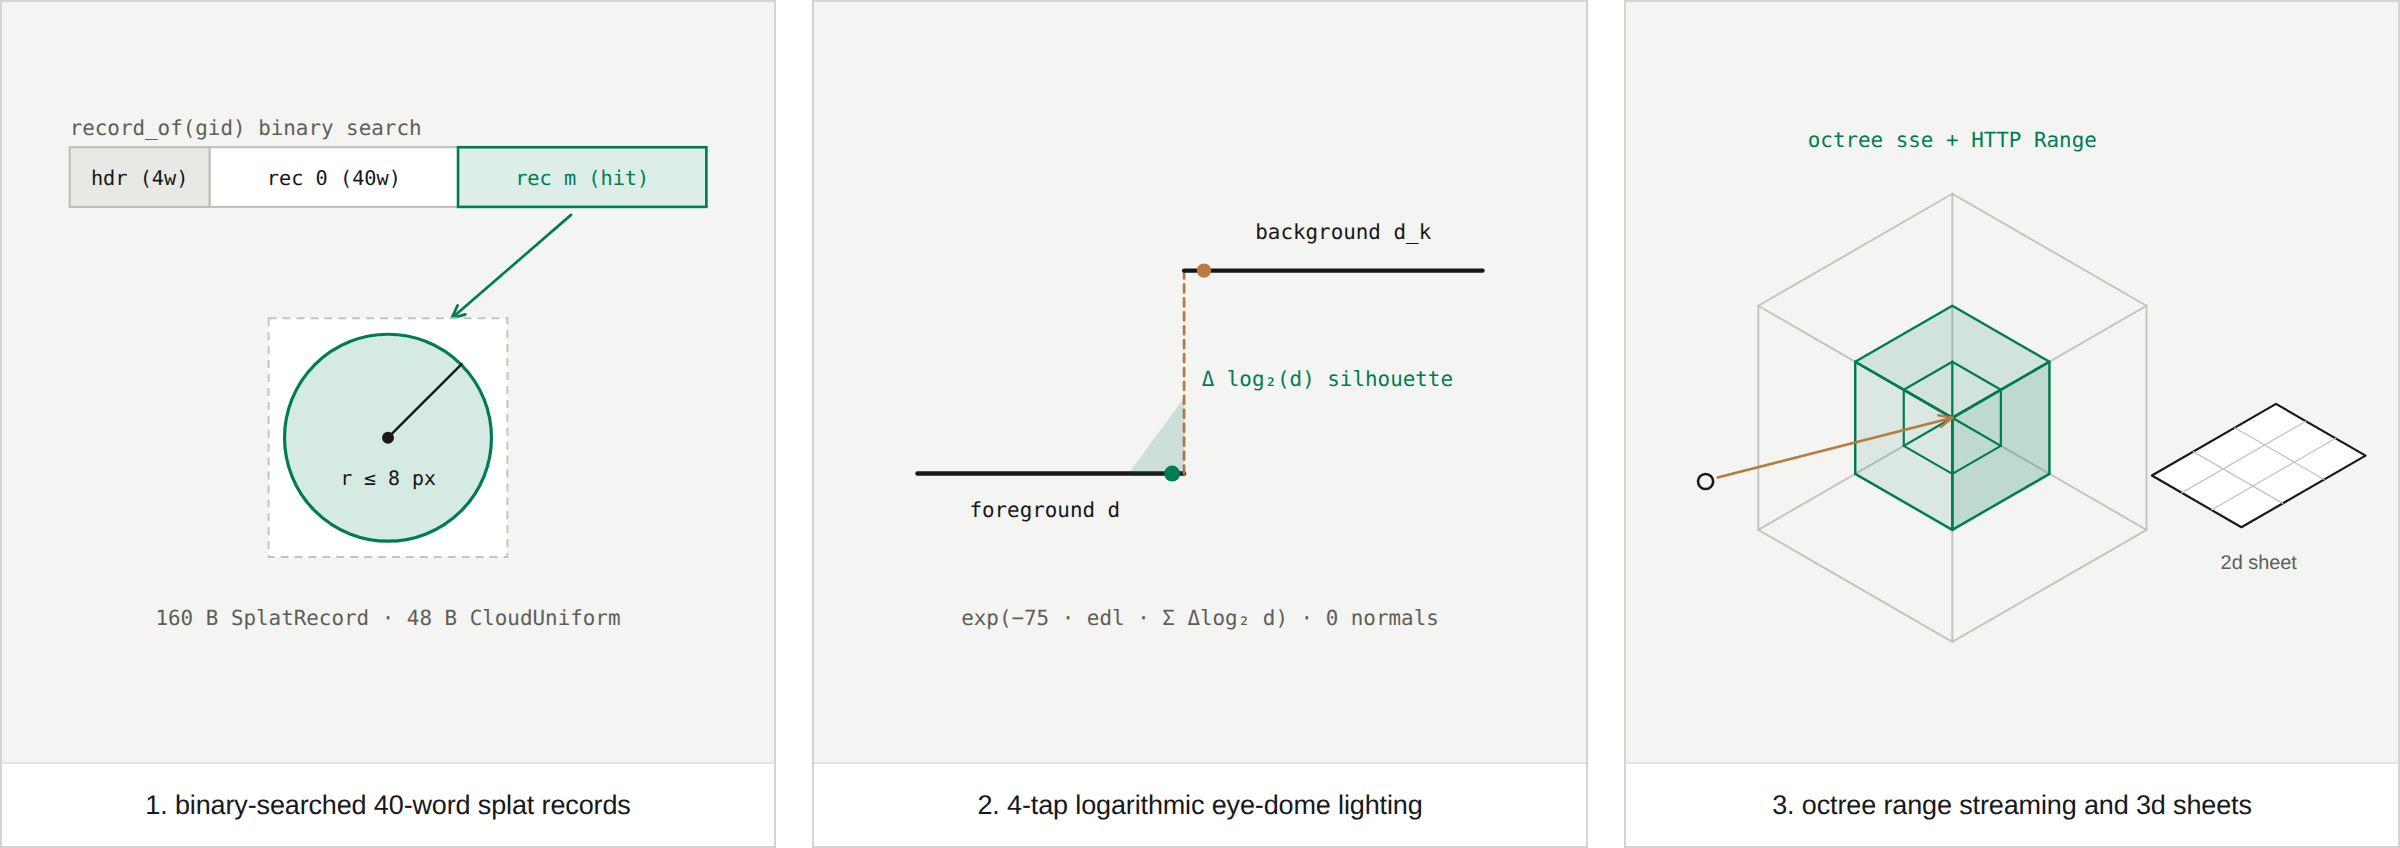 record_of(gid) binary search
hdr (4w)
rec 0 (40w)
rec m (hit)
r ≤ 8 px
160 B SplatRecord · 48 B CloudUniform
1. binary-searched 40-word splat records
background d_k
Δ log₂(d) silhouette
foreground d
exp(−75 · edl · Σ Δlog₂ d) · 0 normals
2. 4-tap logarithmic eye-dome lighting
octree sse + HTTP Range
2d sheet
3. octree range streaming and 3d sheets